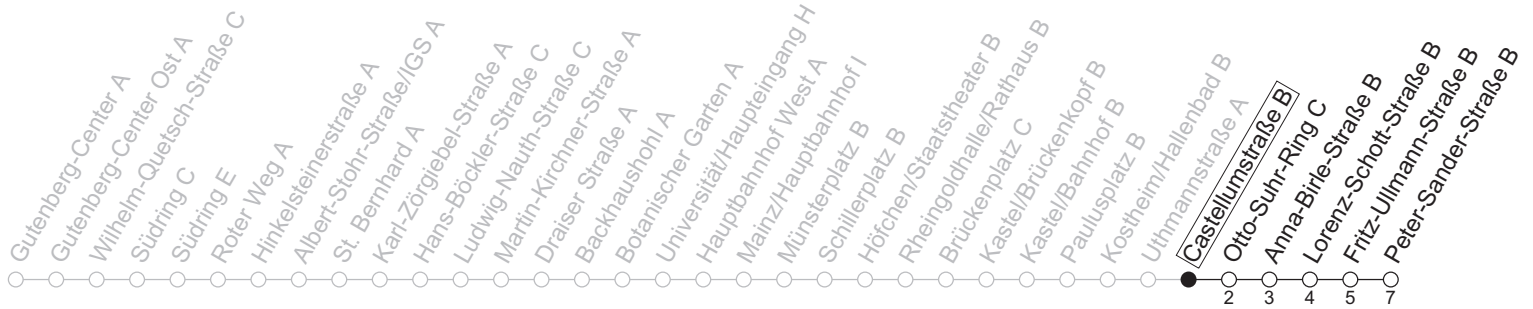 Gutenberg-Center A
Gutenberg-Center Ost A
Wilhelm-Quetsch-Straße C
Südring C
Südring E
Roter Weg A
Hinkelsteinerstraße A
Albert-Stohr-Straße/IGS A
St. Bernhard A
Karl-Zörgiebel-Straße A
Hans-Böckler-Straße C
Ludwig-Nauth-Straße C
Martin-Kirchner-Straße A
Draiser Straße A
Backhaushohl A
Botanischer Garten A
Universität/Haupteingang H
Hauptbahnhof West A
Mainz/Hauptbahnhof I
Münsterplatz B
Schillerplatz B
Höfchen/Staatstheater B
Rheingoldhalle/Rathaus B
Brückenplatz C
Kastel/Brückenkopf B
Kastel/Bahnhof B
Paulusplatz B
Kostheim/Hallenbad B
Uthmannstraße A
Castellumstraße B
Otto-Suhr-Ring C
Anna-Birle-Straße B
Lorenz-Schott-Straße B
Fritz-Ullmann-Straße B
Peter-Sander-Straße B
2 3 4 5 7